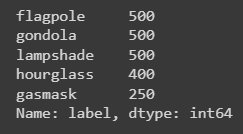 flagpole     500
gondola      500
lampshade    500
hourglass    400
gasmask      250
Name: label, dtype: int64